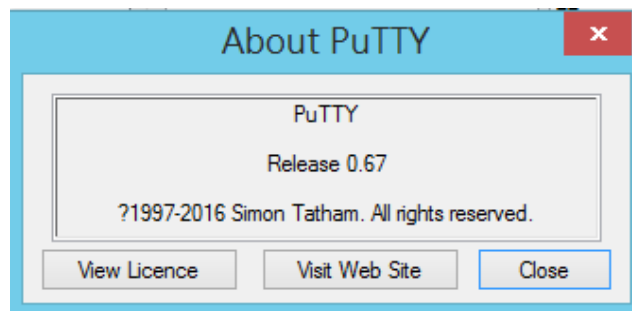 About PuTTY
x
PuTTY
Release 0.67
?1997-2016 Simon Tatham. All rights reserved.
View Licence
Visit Web Site
Close